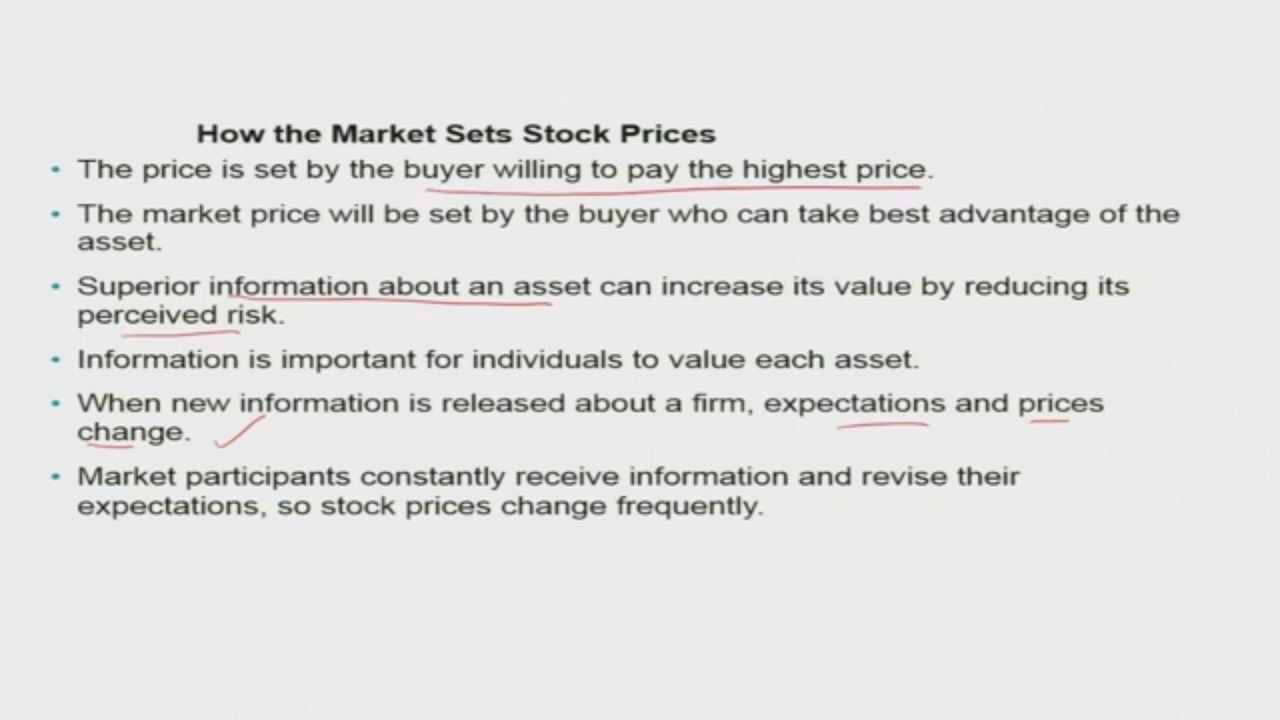 How the Market Sets Stock Prices
• The price is set by the buyer willing to pay the highest price.
• The market price will be set by the buyer who can take best advantage of the
asset.
• Superior information about an asset can increase its value by reducing its
perceived risk.
• Information is important for individuals to value each asset.
• When new information is released about a firm, expectations and prices
change.
• Market participants constantly receive information and revise their
expectations, so stock prices change frequently.